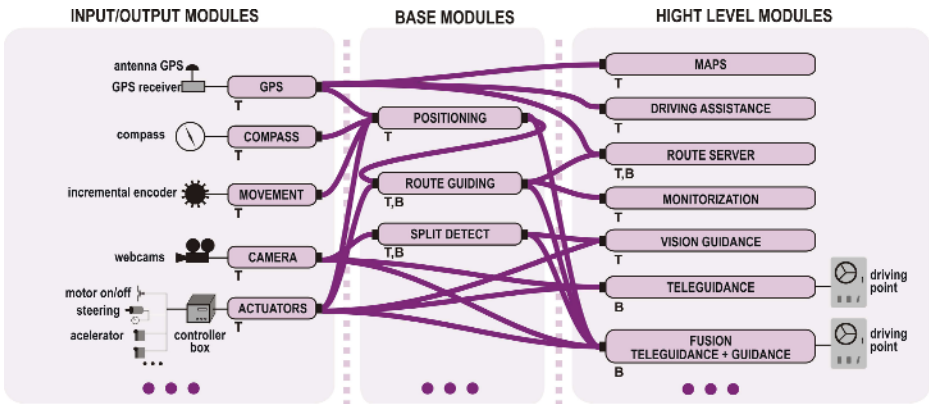 INPUT/OUTPUT MODULES
BASE MODULES
HIGHT LEVEL MODULES
antenna GPS
GPS receiver
GPS
T
compass
COMPASS
T
incremental encoder
MOVEMENT
T
webcams
CAMERA
T
motor on/off
steering
acelerator
controller
box
ACTUATORS
T
POSITIONING
T
ROUTE GUIDING
T,B
SPLIT DETECT
T,B
MAPS
T
DRIVING ASSISTANCE
T
ROUTE SERVER
T,B
MONITORIZATION
T
VISION GUIDANCE
T
TELEGUIDANCE
B
driving
point
FUSION
TELEGUIDANCE + GUIDANCE
B
driving
point